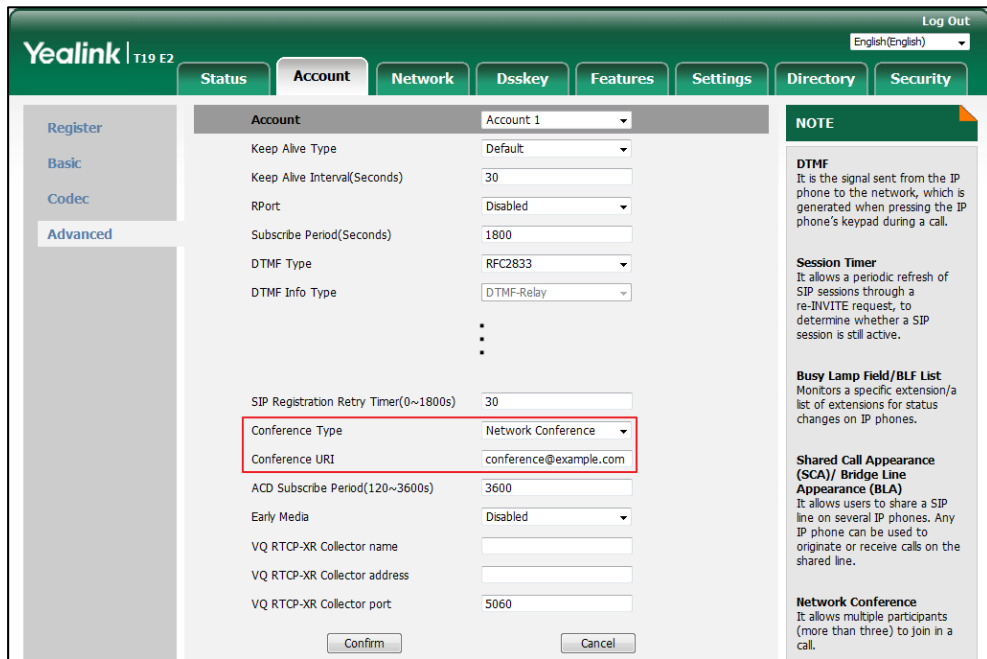 Log Out
Yealink | T19 E2
English(English)
Status Account Network Dsskey Features Settings Directory Security
Register
Basic
Codec
Advanced
Account Account 1
Keep Alive Type Default
Keep Alive Interval(Seconds) 30
RPort Disabled
Subscribe Period(Seconds) 1800
DTMF Type RFC2833
DTMF Info Type DTMF-Relay
SIP Registration Retry Timer(0~1800s) 30
Conference Type Network Conference
Conference URI conference@example.com
ACD Subscribe Period(120~3600s) 3600
Early Media Disabled
VQ RTCP-XR Collector name
VQ RTCP-XR Collector address
VQ RTCP-XR Collector port 5060
Confirm Cancel
NOTE
DTMF
It is the signal sent from the IP
phone to the network, which is
generated when pressing the IP
phone's keypad during a call.
Session Timer
It allows a periodic refresh of
SIP sessions through a
re-INVITE request, to
determine whether a SIP
session is still active.
Busy Lamp Field/BLF List
Monitors a specific extension/a
list of extensions for status
changes on IP phones.
Shared Call Appearance
(SCA)/ Bridge Line
Appearance (BLA)
It allows users to share a SIP
line on several IP phones. Any
IP phone can be used to
originate or receive calls on the
shared line.
Network Conference
It allows multiple participants
(more than three) to join in a
call.